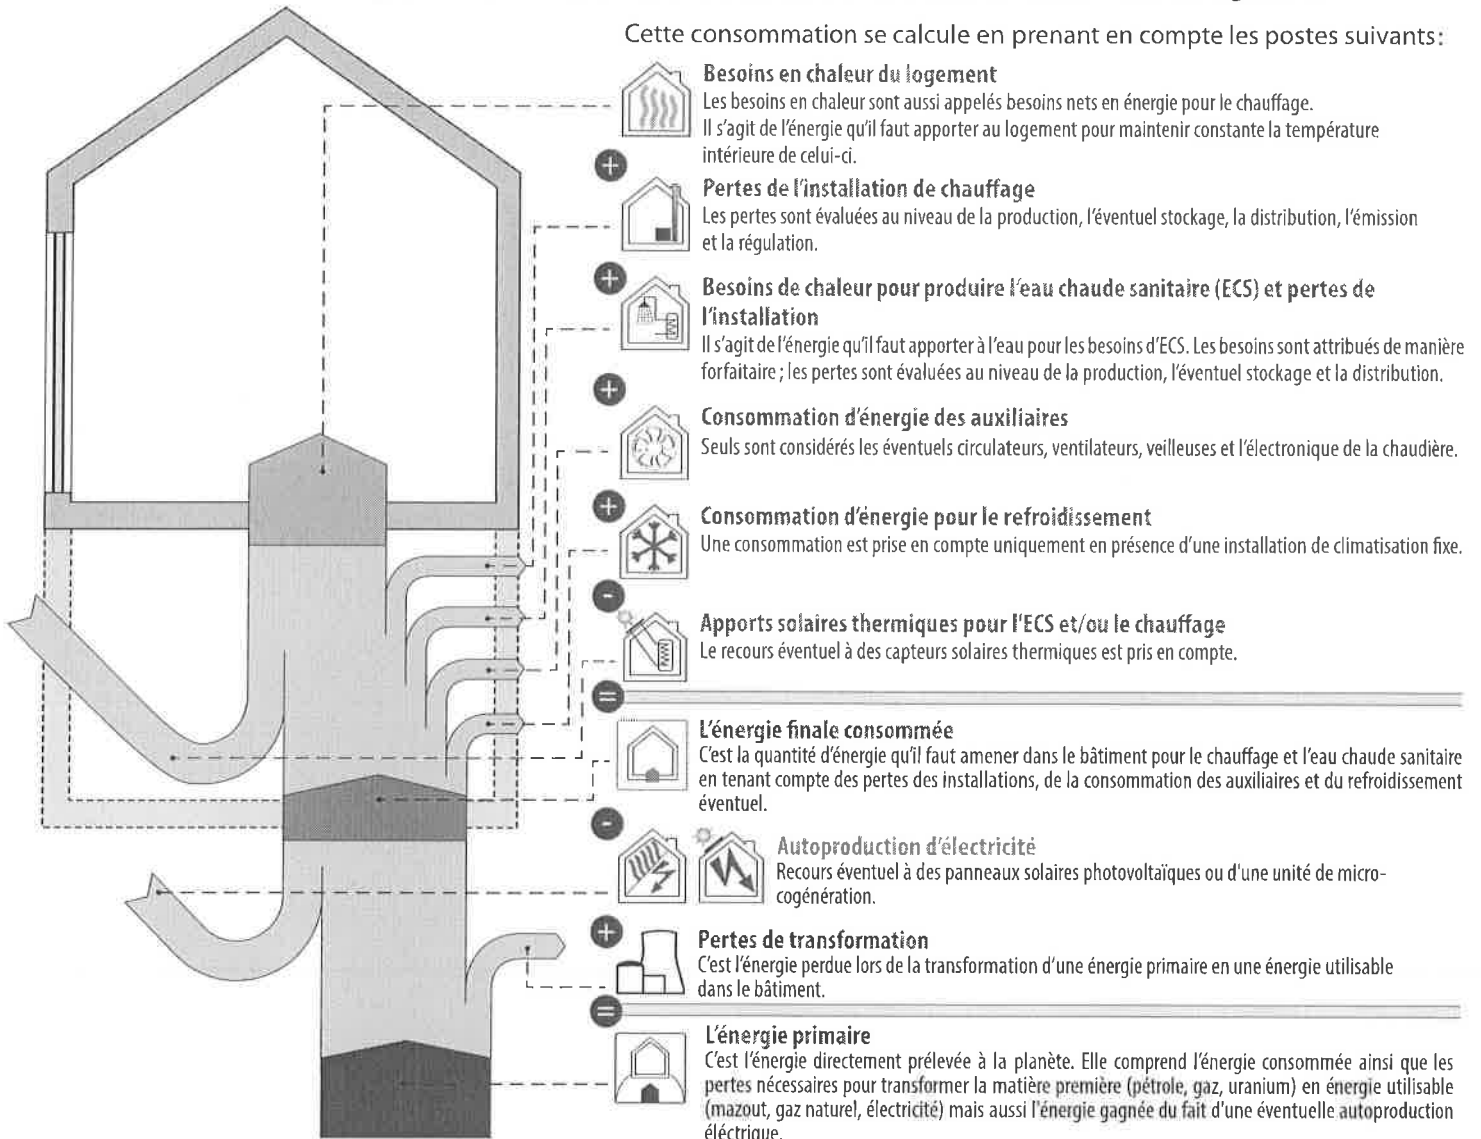 Cette consommation se calcule en prenant en compte les postes suivants:
Besoins en chaleur du logement
Les besoins en chaleur sont aussi appelés besoins nets en énergie pour le chauffage.
Il s'agit de l'énergie qu'il faut apporter au logement pour maintenir constante la température
intérieure de celui-ci.
+
Pertes de l'installation de chauffage
Les pertes sont évaluées au niveau de la production, l'éventuel stockage, la distribution, l'émission
et la régulation.
+
Besoins de chaleur pour produire l'eau chaude sanitaire (ECS) et pertes de
l'installation
Il s'agit de l'énergie qu'il faut apporter à l'eau pour les besoins d'ECS. Les besoins sont attribués de manière
forfaitaire ; les pertes sont évaluées au niveau de la production, l'éventuel stockage et la distribution.
+
Consommation d'énergie des auxiliaires
Seuls sont considérés les éventuels circulateurs, ventilateurs, veilleuses et l'électronique de la chaudière.
+
Consommation d'énergie pour le refroidissement
Une consommation est prise en compte uniquement en présence d'une installation de climatisation fixe.
-
Apports solaires thermiques pour l'ECS et/ou le chauffage
Le recours éventuel à des capteurs solaires thermiques est pris en compte.
=
L'énergie finale consommée
C'est la quantité d'énergie qu'il faut amener dans le bâtiment pour le chauffage et l'eau chaude sanitaire
en tenant compte des pertes des installations, de la consommation des auxiliaires et du refroidissement
éventuel.
-
Autoproduction d'électricité
Recours éventuel à des panneaux solaires photovoltaïques ou d'une unité de micro-
cogénération.
+
Pertes de transformation
C'est l'énergie perdue lors de la transformation d'une énergie primaire en une énergie utilisable
dans le bâtiment.
=
L'énergie primaire
C'est l'énergie directement prélevée à la planète. Elle comprend l'énergie consommée ainsi que les
pertes nécessaires pour transformer la matière première (pétrole, gaz, uranium) en énergie utilisable
(mazout, gaz naturel, électricité) mais aussi l'énergie gagnée du fait d'une éventuelle autoproduction
éléctrique.